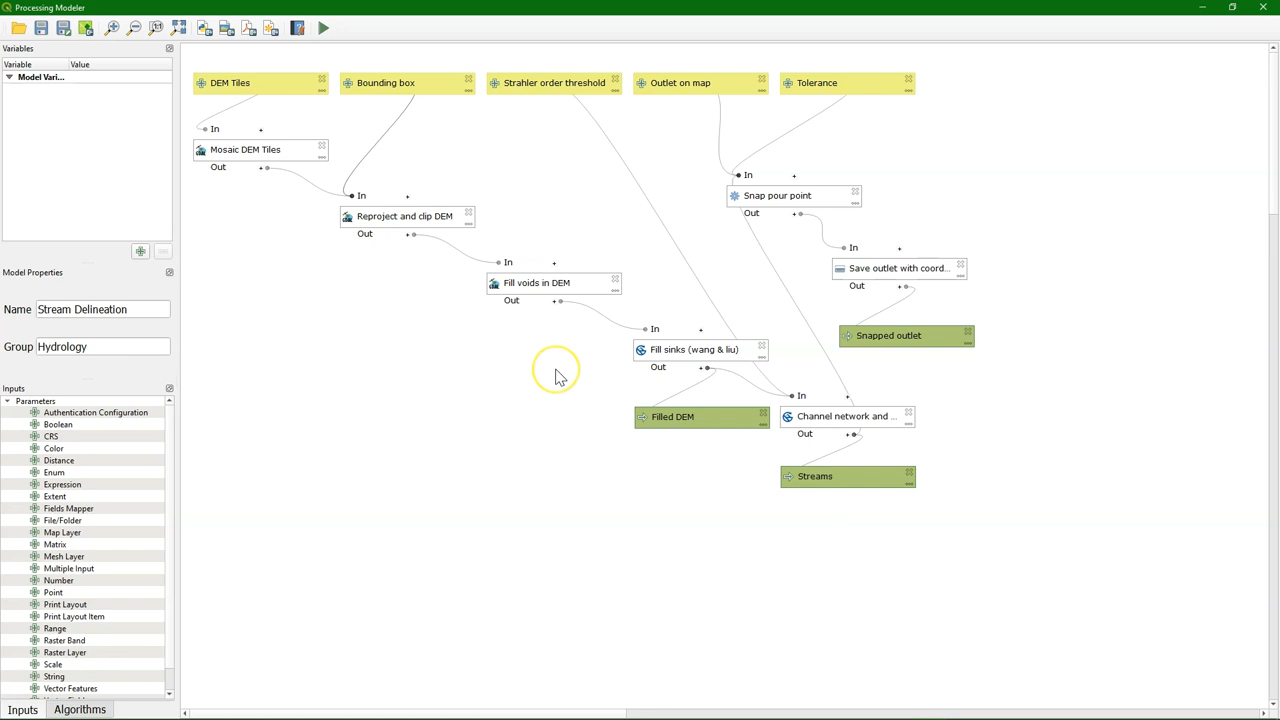 Processing Modeler
Variables
Variable Value
Model Vari...
Model Properties
Name Stream Delineation
Group Hydrology
Inputs
Parameters
Authentication Configuration
Boolean
CRS
Color
Distance
Enum
Expression
Extent
Fields Mapper
File/Folder
Map Layer
Matrix
Mesh Layer
Multiple Input
Number
Point
Print Layout
Print Layout Item
Range
Raster Band
Raster Layer
Scale
String
Vector Features
Inputs Algorithms
DEM Tiles Bounding box Strahler order threshold Outlet on map Tolerance
In
Mosaic DEM Tiles
Out
In
Snap pour point
Out
In
Reproject and clip DEM
Out
In
Save outlet with coord...
Out
In
Fill voids in DEM
Out
Snapped outlet
In
Fill sinks (wang & liu)
Out
Filled DEM
In
Channel network and ...
Out
Streams